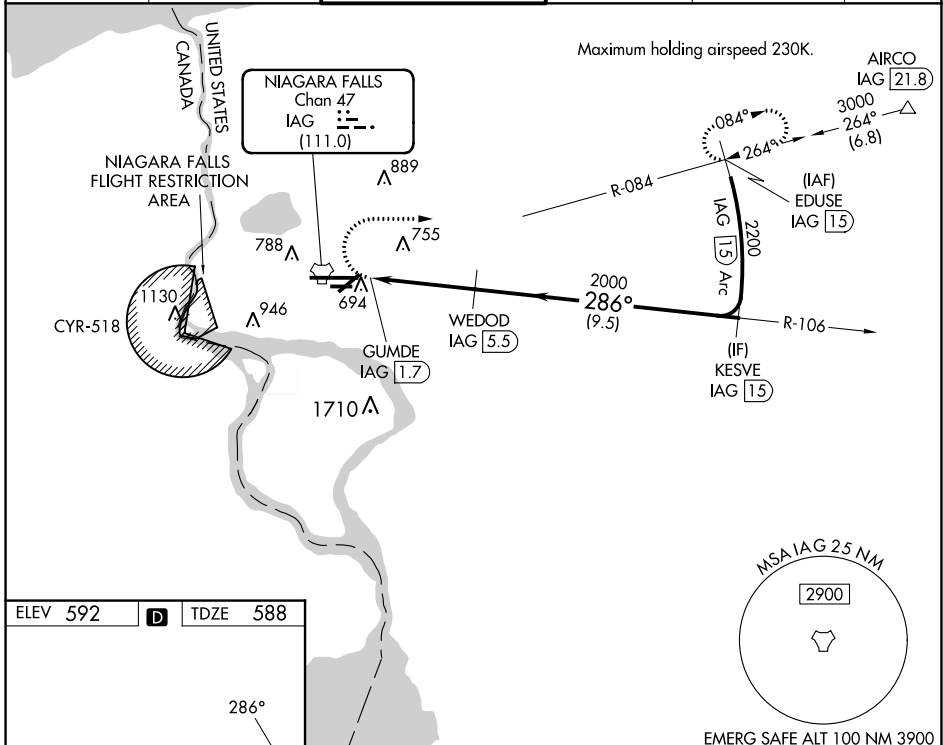 UNITED STATES
CANADA
NIAGARA FALLS
Chan 47
IAG
(111.0)
Maximum holding airspeed 230K.
AIRCO
IAG 21.8
3000
264°
(6.8)
084°
264°
R-084
(IAF)
EDUSE
IAG 15
NIAGARA FALLS
FLIGHT RESTRICTION
AREA
889
788
755
IAG 15 Arc
2200
1130
CYR-518
946
694
2000
286°
(9.5)
WEDOD
IAG 5.5
R-106
GUMDE
IAG 1.7
(IF)
KESVE
IAG 15
1710
MSA IAG 25 NM
2900
EMERG SAFE ALT 100 NM 3900
ELEV 592 D TDZE 588
286°